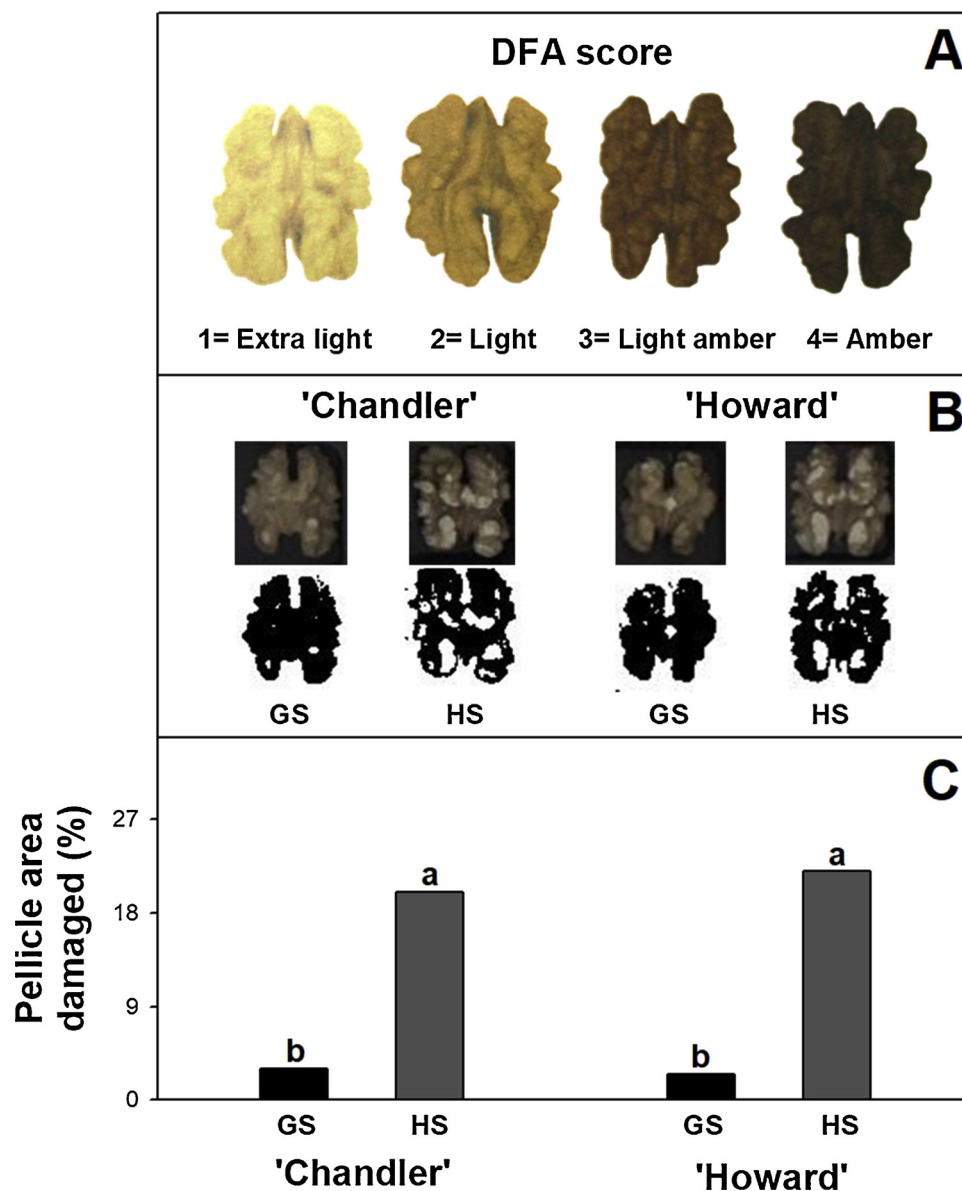 A
DFA score
1= Extra light 2= Light 3= Light amber 4= Amber
B
'Chandler' 'Howard'
GS HS GS HS
C
Pellicle area
damaged (%)
27
18
9
0
b a b a
GS HS GS HS
'Chandler' 'Howard'